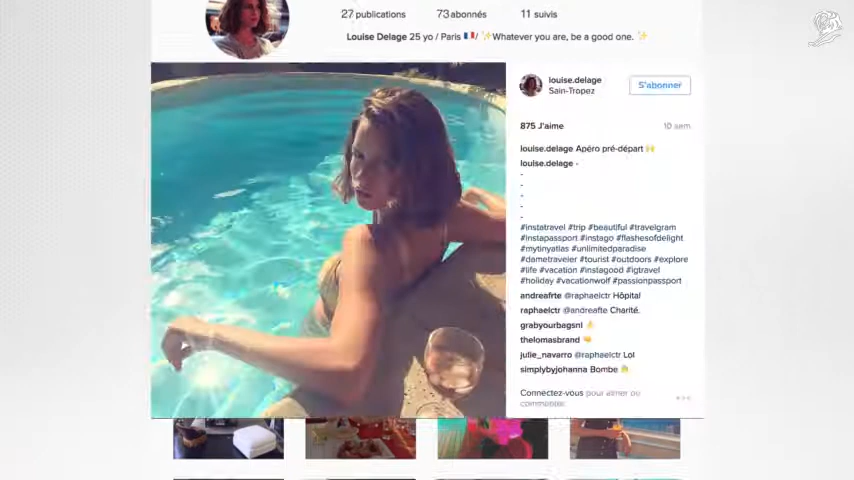 27 publications 73 abonnés 11 suivis
Louise Delage 25 yo / Paris 🇫🇷/ ✨Whatever you are, be a good one. ✨
louise.delage
Sain-Tropez
S'abonner
875 J'aime 10 sem
louise.delage Apéro pré-départ 🙌
louise.delage -
-
-
-
-
-
#instatravel #trip #beautiful #travelgram
#instapassport #instago #flashesofdelight
#mytinyatlas #unlimitedparadise
#dametraveler #tourist #outdoors #explore
#life #vacation #instagood #igtravel
#holiday #vacationwolf #passionpassport
andreafrte @raphaelctr Hôpital
raphaelctr @andreafte Charité.
grabyourbagsnl
thelomasbrand
julie_navarro @raphaelctr Lol
simplybyjohanna Bombe
Connectez-vous pour aimer ou
commenter.